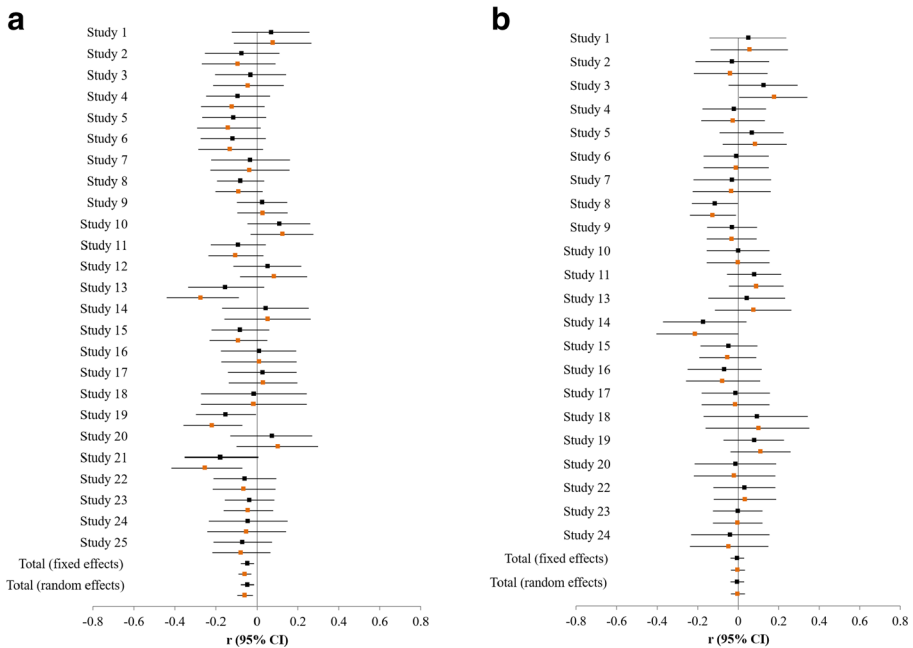 a
Study 1
Study 2
Study 3
Study 4
Study 5
Study 6
Study 7
Study 8
Study 9
Study 10
Study 11
Study 12
Study 13
Study 14
Study 15
Study 16
Study 17
Study 18
Study 19
Study 20
Study 21
Study 22
Study 23
Study 24
Study 25
Total (fixed effects)
Total (random effects)
-0.8 -0.6 -0.4 -0.2 0 0.2 0.4 0.6 0.8
r (95% CI)
b
Study 1
Study 2
Study 3
Study 4
Study 5
Study 6
Study 7
Study 8
Study 9
Study 10
Study 11
Study 13
Study 14
Study 15
Study 16
Study 17
Study 18
Study 19
Study 20
Study 22
Study 23
Study 24
Total (fixed effects)
Total (random effects)
-0.8 -0.6 -0.4 -0.2 0 0.2 0.4 0.6 0.8
r (95% CI)